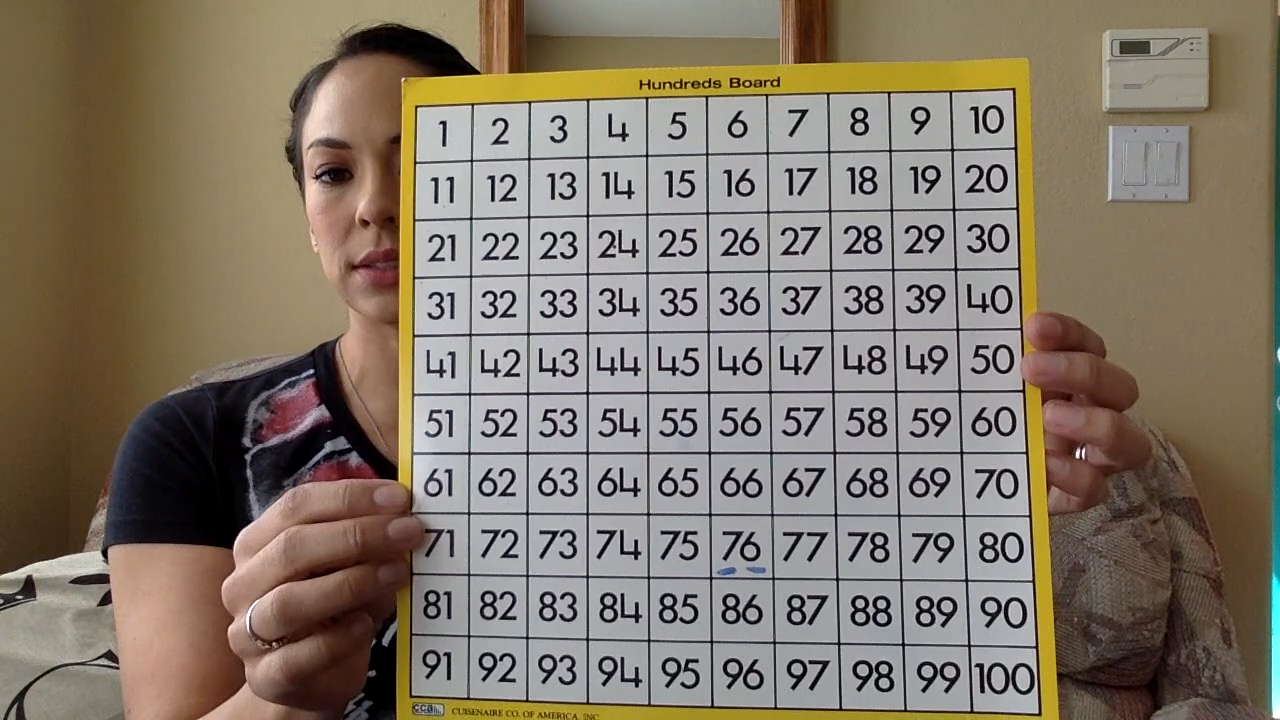 Hundreds Board
1 2 3 4 5 6 7 8 9 10
11 12 13 14 15 16 17 18 19 20
21 22 23 24 25 26 27 28 29 30
31 32 33 34 35 36 37 38 39 40
41 42 43 44 45 46 47 48 49 50
51 52 53 54 55 56 57 58 59 60
61 62 63 64 65 66 67 68 69 70
71 72 73 74 75 76 77 78 79 80
81 82 83 84 85 86 87 88 89 90
91 92 93 94 95 96 97 98 99 100
cca CUISENAIRE CO. OF AMERICA, INC.